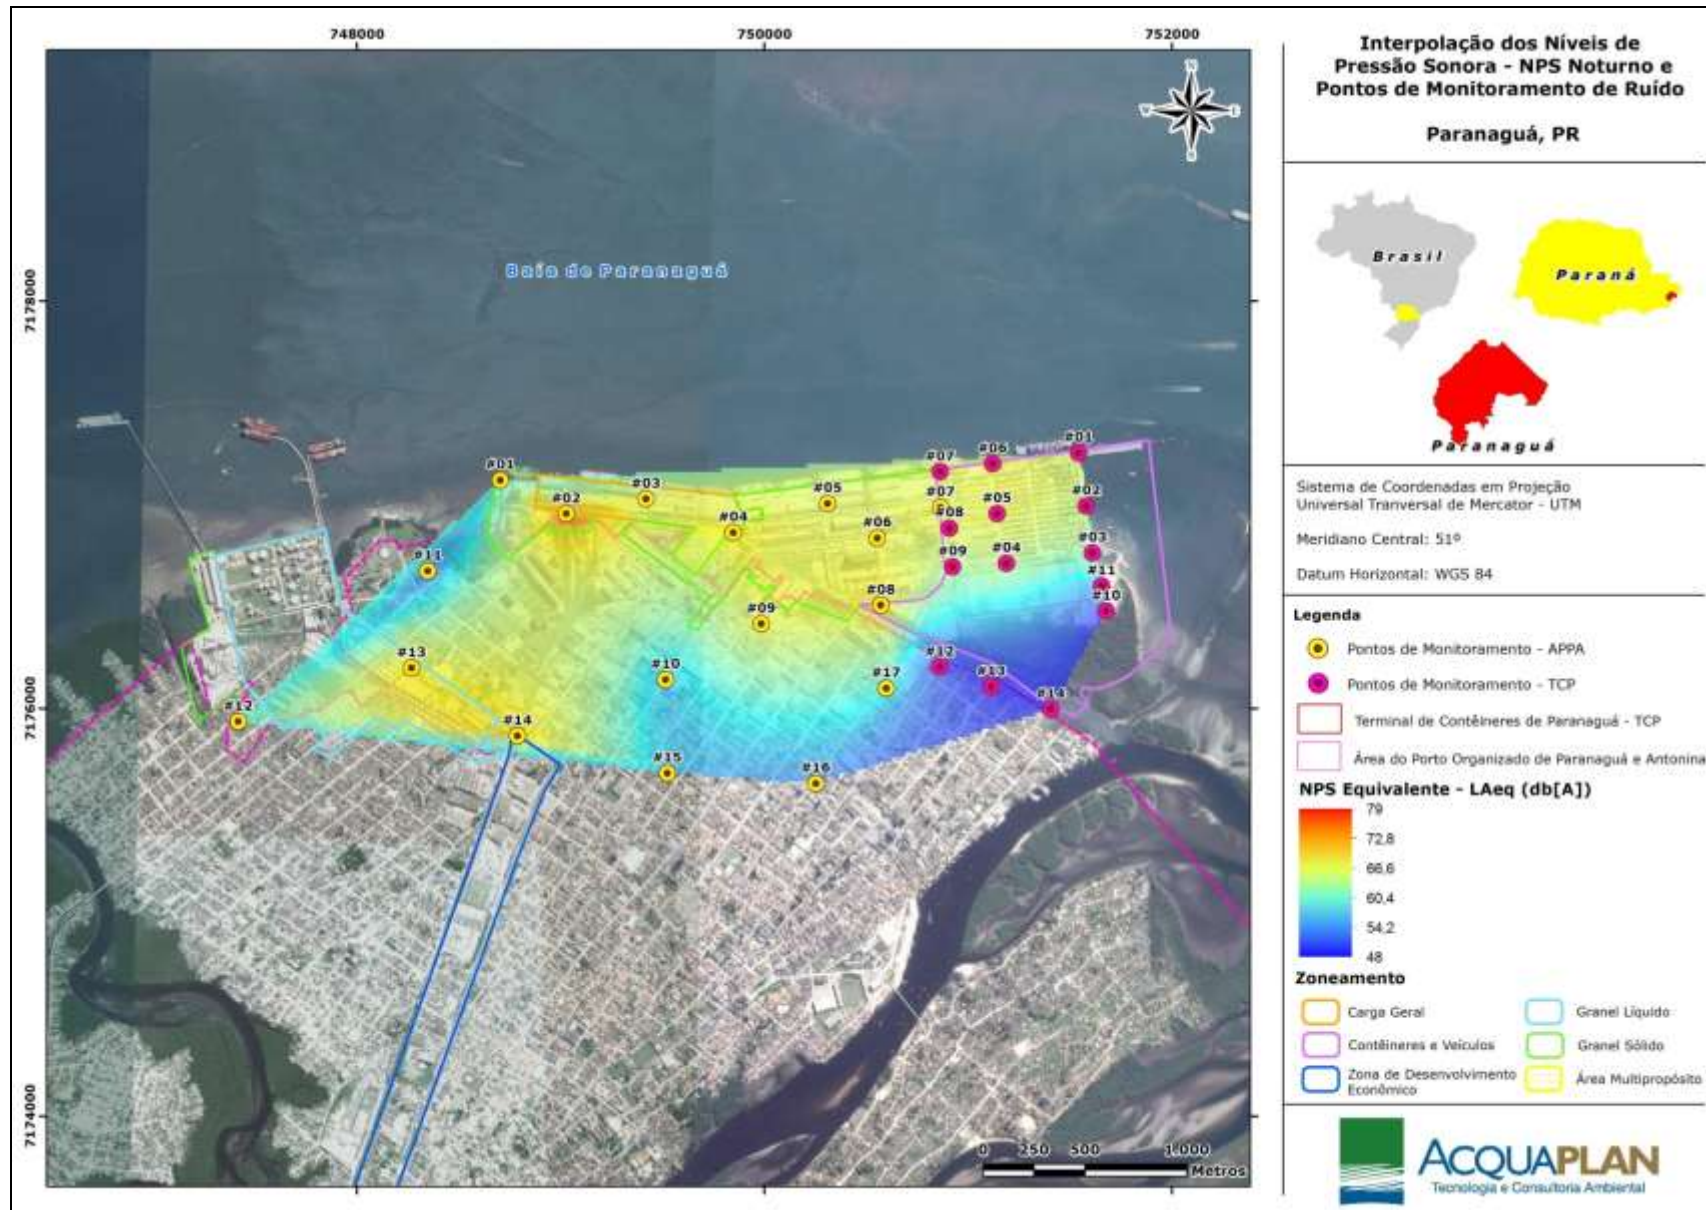 748000
750000
752000
7178000
7176000
7174000
N
E
S
Baía de Paranaguá
#01
#02
#03
#04
#05
#06
#07
#08
#09
#10
#11
#12
#13
#14
#15
#16
#17
#01
#02
#03
#04
#05
#06
#07
#08
#09
#10
#11
#12
#13
#14
0 250 500 1.000
Metros
Interpolação dos Níveis de
Pressão Sonora - NPS Noturno e
Pontos de Monitoramento de Ruído
Paranaguá, PR
Brasil
Paraná
Paranaguá
Sistema de Coordenadas em Projeção
Universal Tranversal de Mercator - UTM
Meridiano Central: 51º
Datum Horizontal: WGS 84
Legenda
Pontos de Monitoramento - APPA
Pontos de Monitoramento - TCP
Terminal de Contêineres de Paranaguá - TCP
Área do Porto Organizado de Paranaguá e Antonina
NPS Equivalente - LAeq (db[A])
79
72,8
66,6
60,4
54,2
48
Zoneamento
Carga Geral
Granel Líquido
Contêineres e Veículos
Granel Sólido
Zona de Desenvolvimento
Econômico
Área Multipropósito
ACQUAPLAN
Tecnologia e Consultoria Ambiental